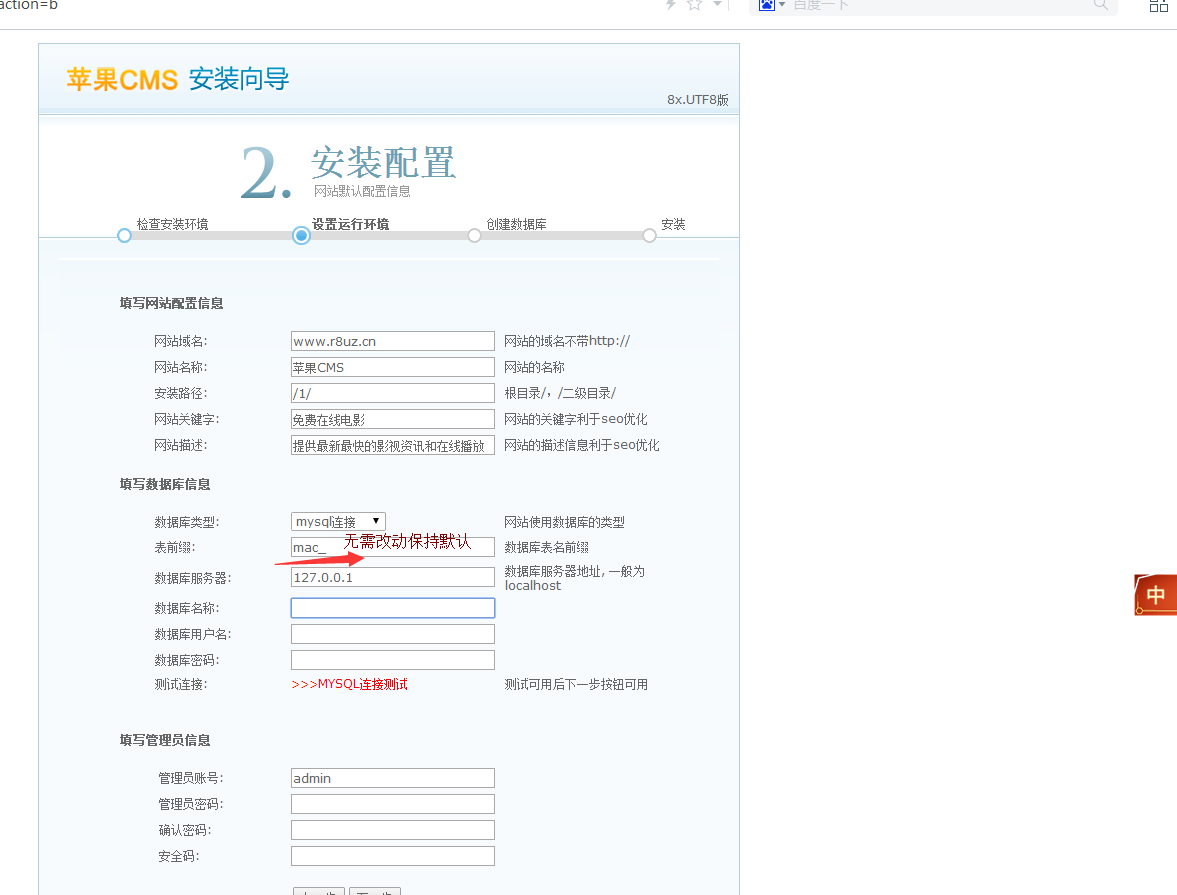 action=b
百度一下
苹果CMS 安装向导
8x.UTF8版
2. 安装配置
网站默认配置信息
检查安装环境 设置运行环境 创建数据库 安装
填写网站配置信息
网站域名: www.r8uz.cn 网站的域名不带http://
网站名称: 苹果CMS 网站的名称
安装路径: /1/ 根目录/，/二级目录/
网站关键字: 免费在线电影 网站的关键字利于seo优化
网站描述: 提供最新最快的影视资讯和在线播放 网站的描述信息利于seo优化
填写数据库信息
数据库类型: mysql连接 网站使用数据库的类型
无需改动保持默认
表前缀: mac_ 数据库表名前缀
数据库服务器: 127.0.0.1 数据库服务器地址, 一般为
localhost
数据库名称:
数据库用户名:
数据库密码:
测试连接: >>>MYSQL连接测试 测试可用后下一步按钮可用
中
填写管理员信息
管理员账号: admin
管理员密码:
确认密码:
安全码: